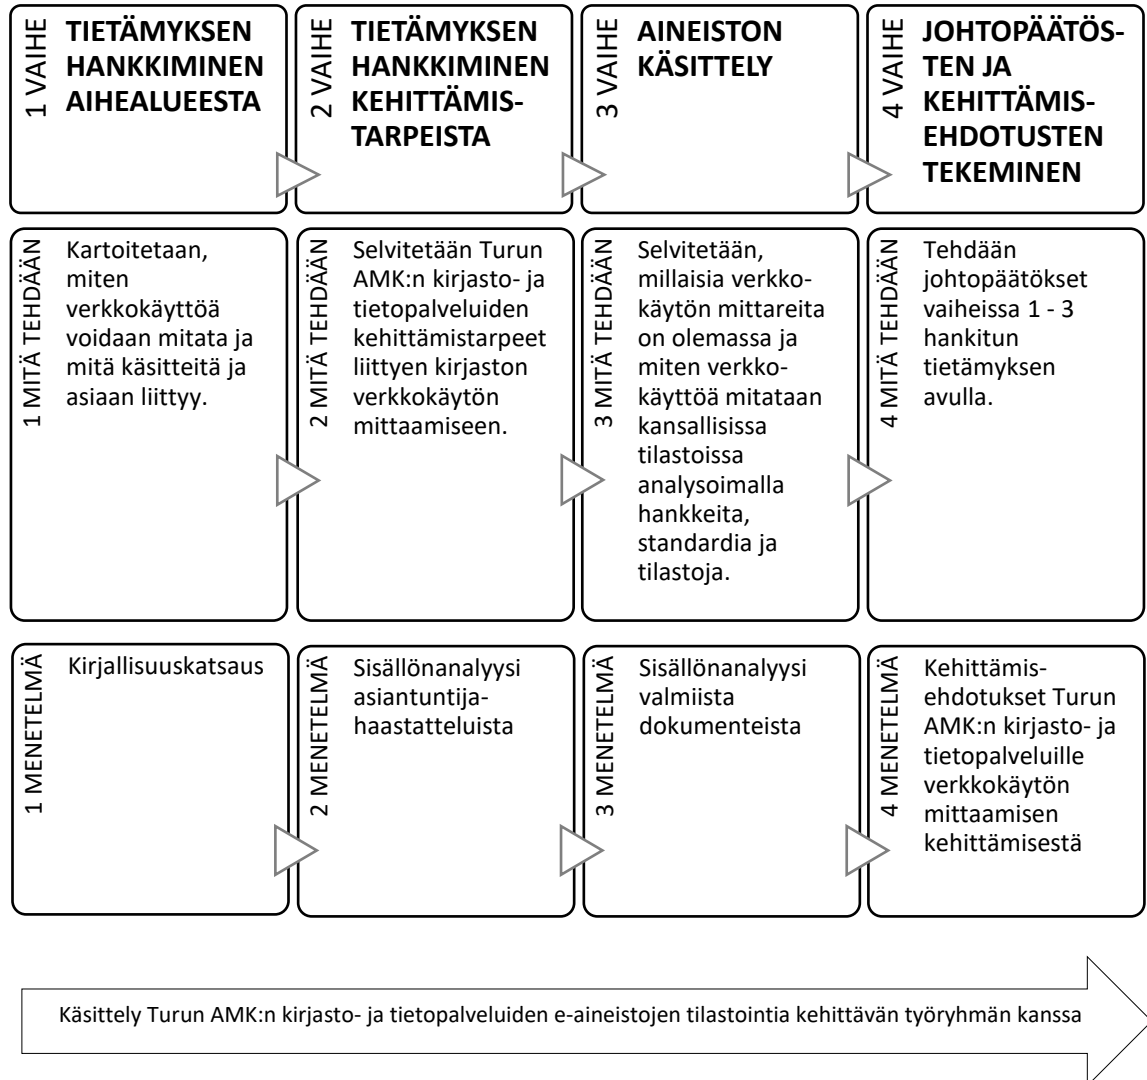 1 VAIHE
TIETÄMYKSEN
HANKKIMINEN
AIHEALUEESTA
2 VAIHE
TIETÄMYKSEN
HANKKIMINEN
KEHITTÄMIS-
TARPEISTA
3 VAIHE
AINEISTON
KÄSITTELY
4 VAIHE
JOHTOPÄÄTÖS-
TEN JA
KEHITTÄMIS-
EHDOTUSTEN
TEKEMINEN
1 MITÄ TEHDÄÄN
Kartoitetaan,
miten
verkkokäyttöä
voidaan mitata ja
mitä käsitteitä ja
asiaan liittyy.
2 MITÄ TEHDÄÄN
Selvitetään Turun
AMK:n kirjasto- ja
tietopalveluiden
kehittämistarpeet
liittyen kirjaston
verkkokäytön
mittaamiseen.
3 MITÄ TEHDÄÄN
Selvitetään,
millaisia verkko-
käytön mittareita
on olemassa ja
miten verkko-
käyttöä mitataan
kansallisissa
tilastoissa
analysoimalla
hankkeita,
standardia ja
tilastoja.
4 MITÄ TEHDÄÄN
Tehdään
johtopäätökset
vaiheissa 1 - 3
hankitun
tietämyksen
avulla.
1 MENETELMÄ
Kirjallisuuskatsaus
2 MENETELMÄ
Sisällönanalyysi
asiantuntija-
haastatteluista
3 MENETELMÄ
Sisällönanalyysi
valmiista
dokumenteista
4 MENETELMÄ
Kehittämis-
ehdotukset Turun
AMK:n kirjasto- ja
tietopalveluille
verkkokäytön
mittaamisen
kehittämisestä
Käsittely Turun AMK:n kirjasto- ja tietopalveluiden e-aineistojen tilastointia kehittävän työryhmän kanssa